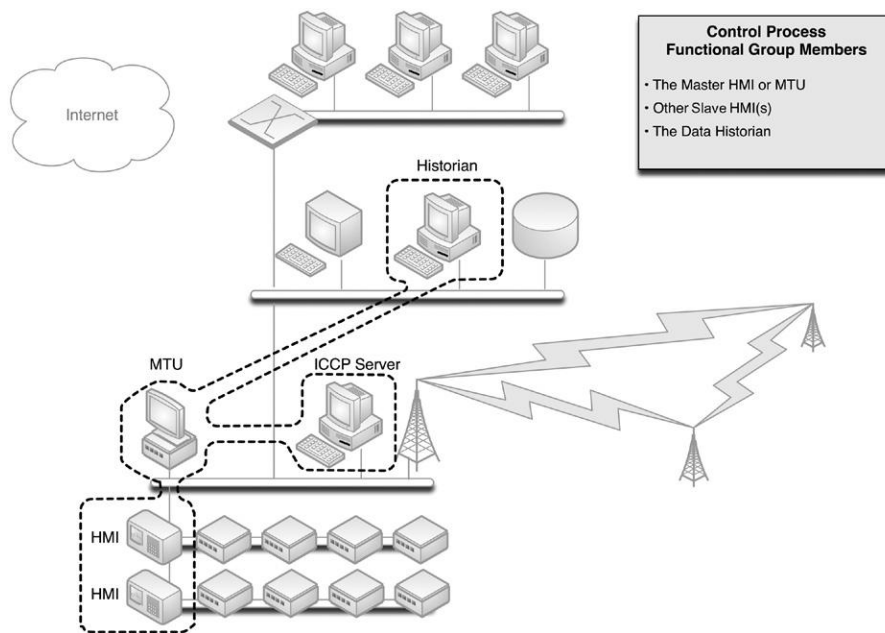 Control Process
Functional Group Members
• The Master HMI or MTU
• Other Slave HMI(s)
• The Data Historian
Internet
Historian
MTU
ICCP Server
HMI
HMI